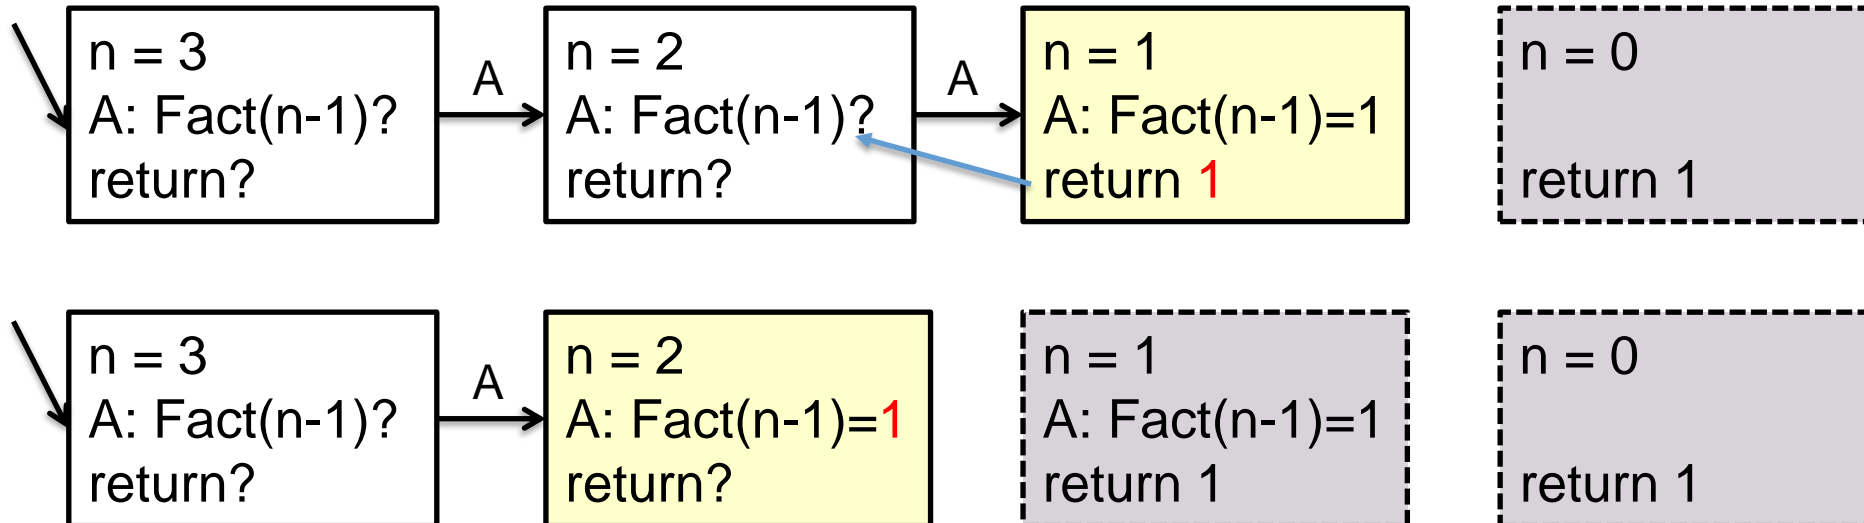 n = 3
A: Fact(n-1)?
return?
A
n = 2
A: Fact(n-1)?
return?
A
n = 1
A: Fact(n-1)=1
return 1
n = 0
return 1
n = 3
A: Fact(n-1)?
return?
A
n = 2
A: Fact(n-1)=1
return?
n = 1
A: Fact(n-1)=1
return 1
n = 0
return 1